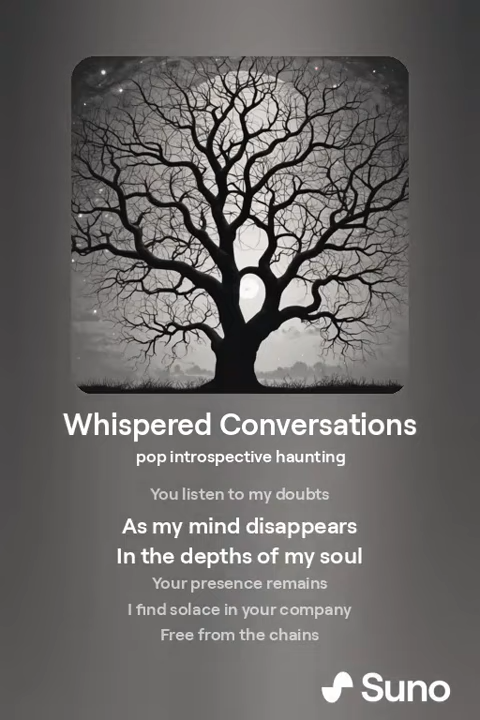 Whispered Conversations
pop introspective haunting
You listen to my doubts
As my mind disappears
In the depths of my soul
Your presence remains
I find solace in your company
Free from the chains
Suno